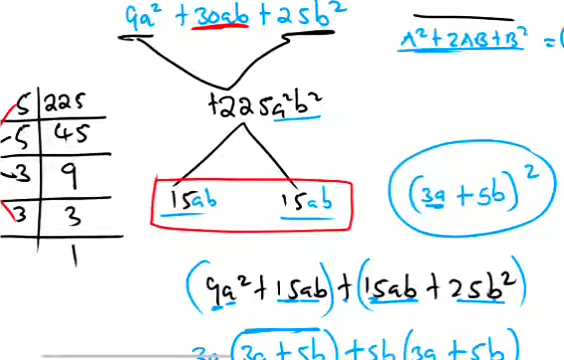 9a² + 30ab + 25b²
A² + 2AB + B² = (
+225a²b²
5 | 225
5 | 45
3 | 9
3 | 3
1
15ab 15ab
(3a + 5b)²
(9a² + 15ab) + (15ab + 25b²)
3a (3a + 5b) + 5b (3a + 5b)